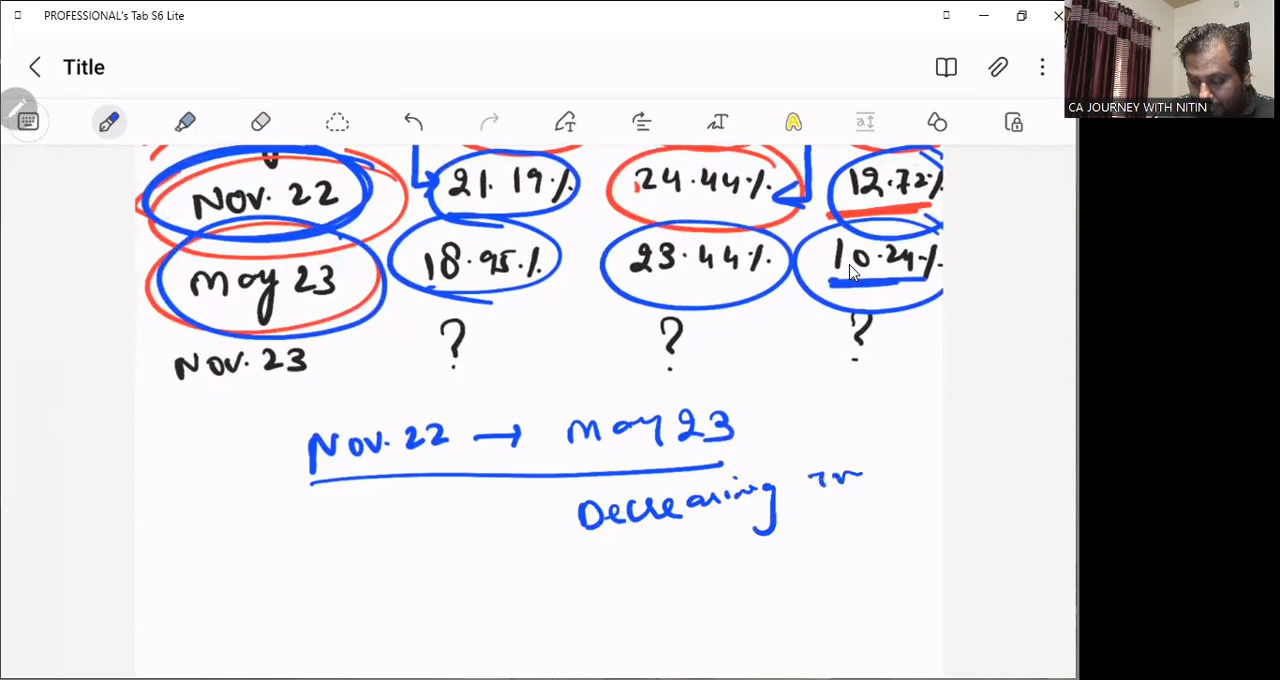 PROFESSIONAL's Tab S6 Lite
Title
CA JOURNEY WITH NITIN
Nov. 22 21.19% 24.44% 12.72%
May 23 18.95% 23.44% 10.24%
Nov. 23 ? ? ?
Nov. 22 → May 23
Decreasing